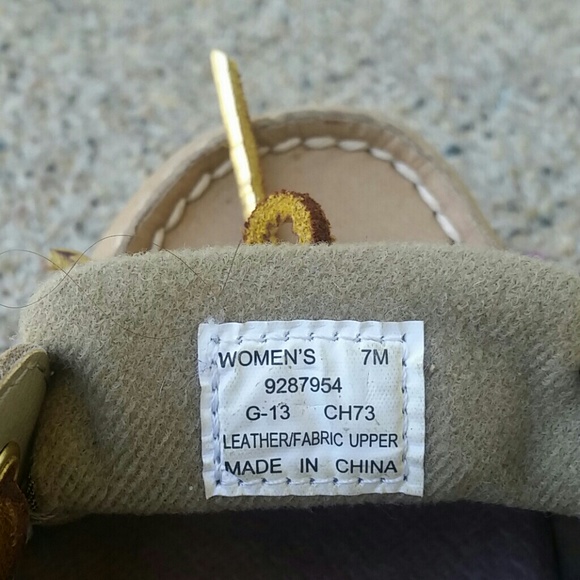 WOMEN'S 7M
9287954
G-13 CH73
LEATHER/FABRIC UPPER
MADE IN CHINA